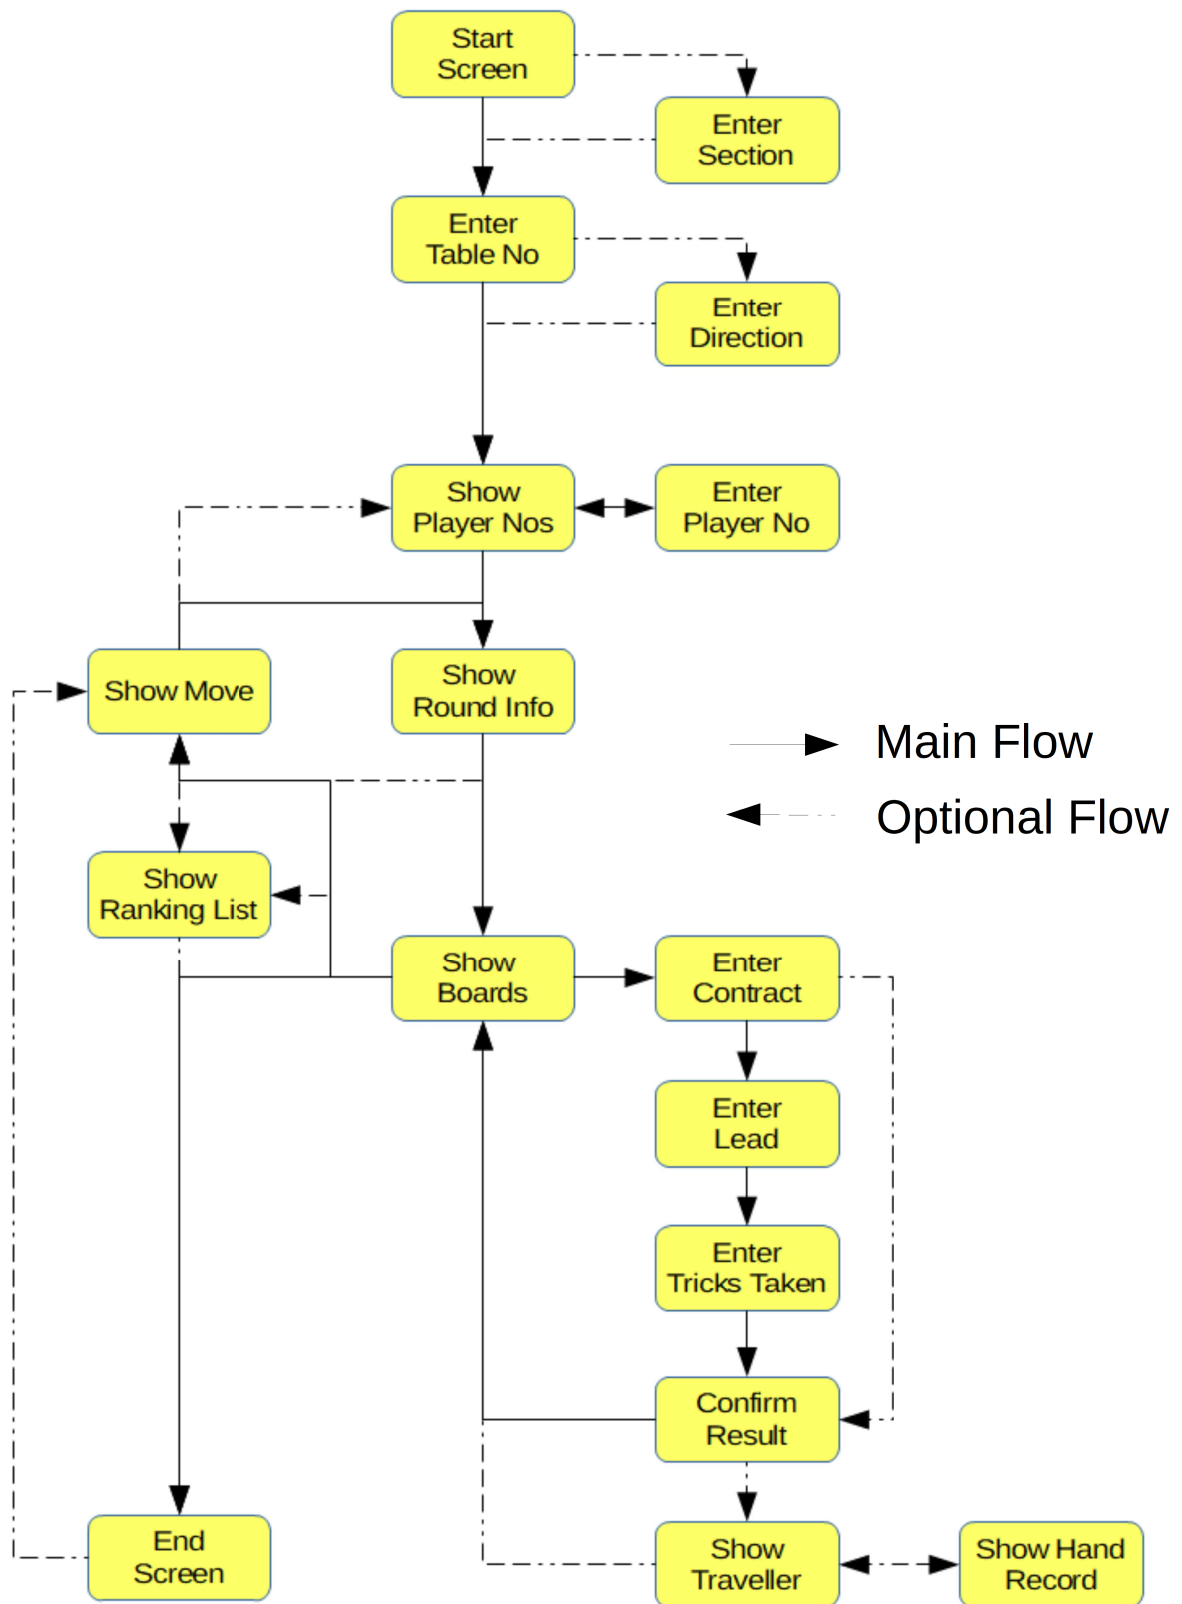 Start
Screen
Enter
Section
Enter
Table No
Enter
Direction
Show
Player Nos
Enter
Player No
Show Move
Show
Round Info
Main Flow
Optional Flow
Show
Ranking List
Show
Boards
Enter
Contract
Enter
Lead
Enter
Tricks Taken
Confirm
Result
End
Screen
Show
Traveller
Show Hand
Record